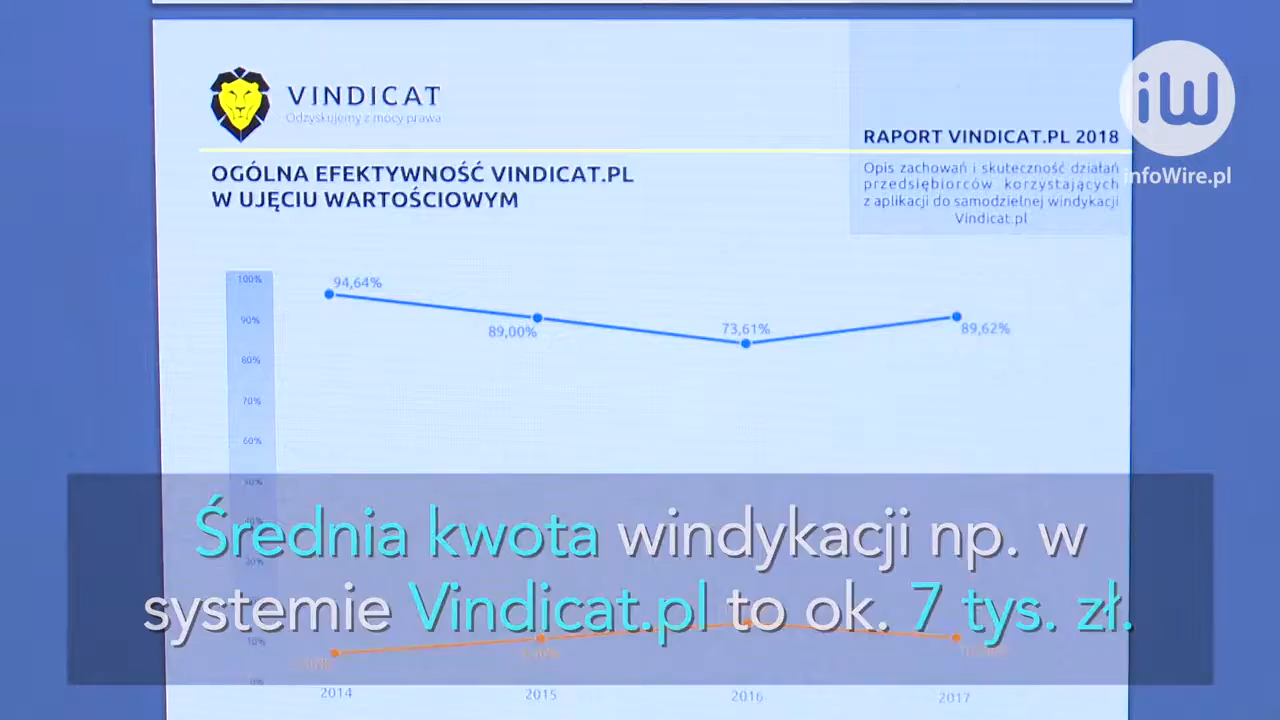 VINDICAT
Odzyskujemy z mocy prawa
iW
infoWire.pl
RAPORT VINDICAT.PL 2018
Opis zachowań i skuteczność działań
przedsiębiorców korzystających
z aplikacji do samodzielnej windykacji
Vindicat.pl
OGÓLNA EFEKTYWNOŚĆ VINDICAT.PL
W UJĘCIU WARTOŚCIOWYM
100%
90%
80%
70%
60%
50%
40%
30%
10%
0%
94,64%
89,00%
73,61%
89,62%
Średnia kwota windykacji np. w
systemie Vindicat.pl to ok. 7 tys. zł.
2014
2015
2016
2017